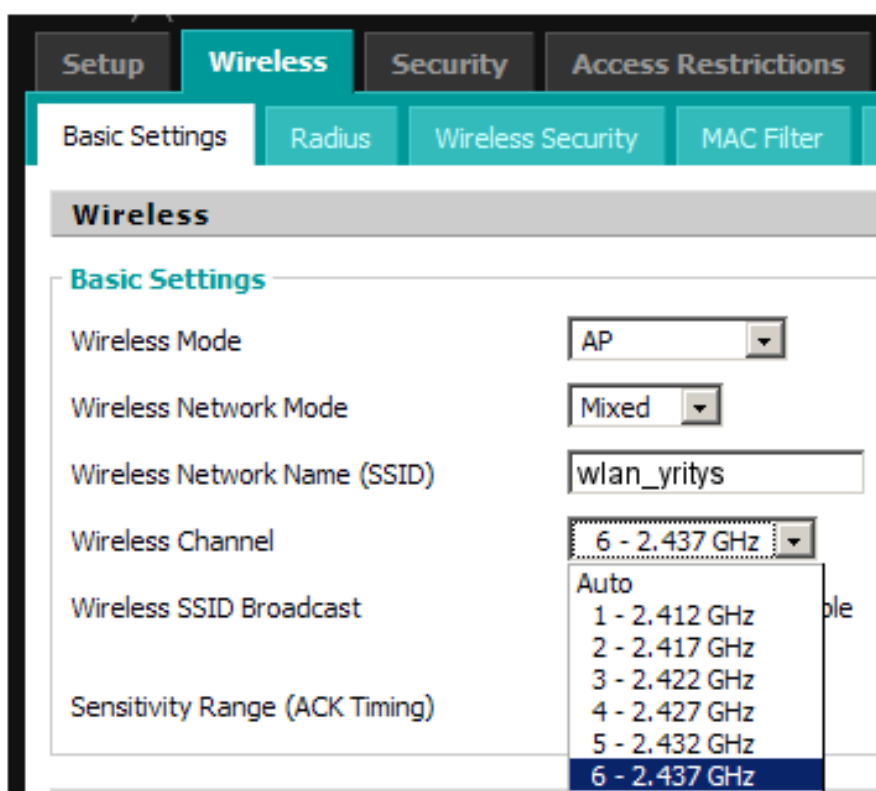 Setup Wireless Security Access Restrictions
Basic Settings Radius Wireless Security MAC Filter
Wireless
Basic Settings
Wireless Mode AP
Wireless Network Mode Mixed
Wireless Network Name (SSID) wlan_yritys
Wireless Channel 6 - 2.437 GHz
Auto
Wireless SSID Broadcast
1 - 2.412 GHz
2 - 2.417 GHz
3 - 2.422 GHz
Sensitivity Range (ACK Timing)
4 - 2.427 GHz
5 - 2.432 GHz
6 - 2.437 GHz